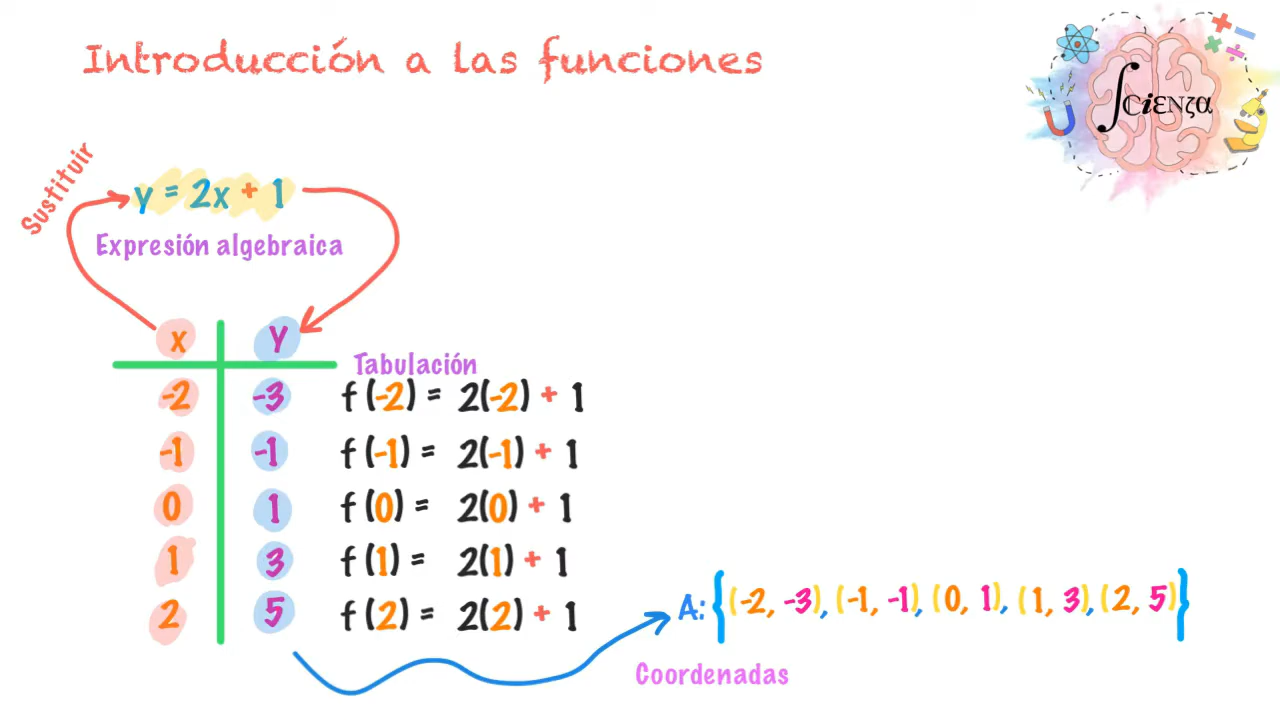 Introducción a las funciones
∫CiENζα
Sustituir
y = 2x + 1
Expresión algebraica
x y
Tabulación
-2 -3 f (-2) = 2(-2) + 1
-1 -1 f (-1) = 2(-1) + 1
0 1 f (0) = 2(0) + 1
1 3 f (1) = 2(1) + 1
2 5 f (2) = 2(2) + 1
A: {(-2, -3), (-1, -1), (0, 1), (1, 3), (2, 5)}
Coordenadas